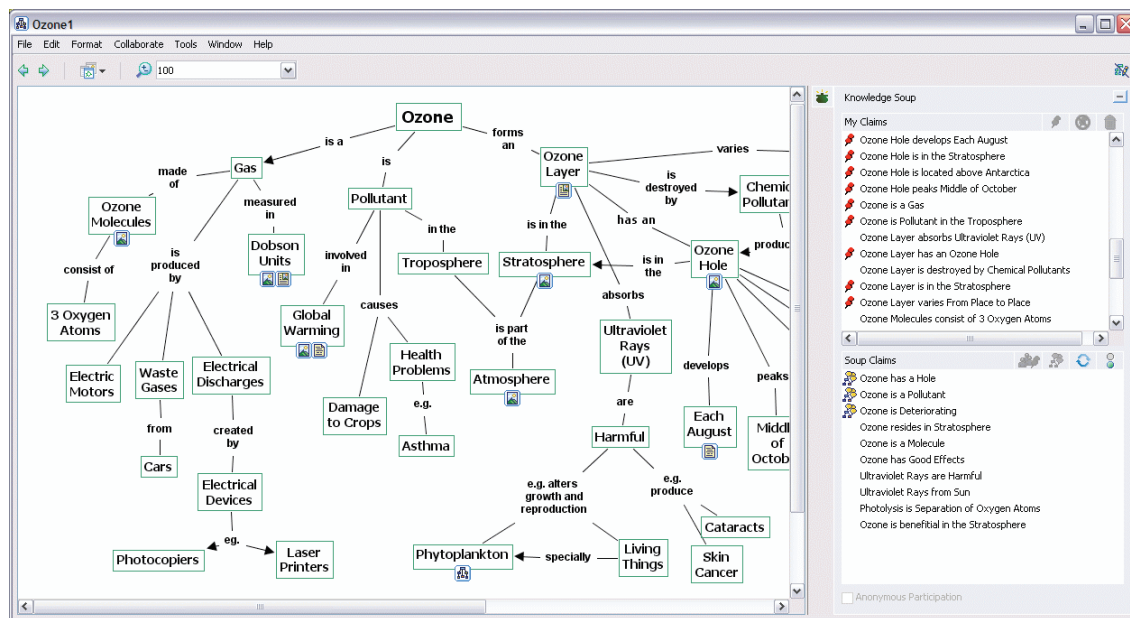 Ozone1
File Edit Format Collaborate Tools Window Help
100
Ozone
is a
is
forms
an
varies
Gas
Ozone
Layer
is
destroyed
by
Chemic
Pollutan
made
of
measured
in
Pollutant
Ozone
Molecules
is
produced
by
Dobson
Units
involved
in
in the
is in the
has an
produc
consist of
Troposphere
Stratosphere
is in
the
Ozone
Hole
3 Oxygen
Atoms
Global
Warming
causes
is part
of the
absorbs
Ultraviolet
Rays
(UV)
Electric
Motors
Waste
Gases
Electrical
Discharges
Health
Problems
Atmosphere
develops
peaks
from
created
by
Damage
to Crops
e.g.
are
Each
August
Middl
of
Octobe
Cars
Asthma
Harmful
Electrical
Devices
e.g. alters
growth and
reproduction
e.g.
produce
eg.
Cataracts
Photocopiers
Laser
Printers
Phytoplankton
specially
Living
Things
Skin
Cancer
Knowledge Soup
My Claims
Ozone Hole develops Each August
Ozone Hole is in the Stratosphere
Ozone Hole is located above Antarctica
Ozone Hole peaks Middle of October
Ozone is a Gas
Ozone is Pollutant in the Troposphere
Ozone Layer absorbs Ultraviolet Rays (UV)
Ozone Layer has an Ozone Hole
Ozone Layer is destroyed by Chemical Pollutants
Ozone Layer is in the Stratosphere
Ozone Layer varies From Place to Place
Ozone Molecules consist of 3 Oxygen Atoms
Soup Claims
Ozone has a Hole
Ozone is a Pollutant
Ozone is Deteriorating
Ozone resides in Stratosphere
Ozone is a Molecule
Ozone has Good Effects
Ultraviolet Rays are Harmful
Ultraviolet Rays from Sun
Photolysis is Separation of Oxygen Atoms
Ozone is benefitial in the Stratosphere
Anonymous Participation